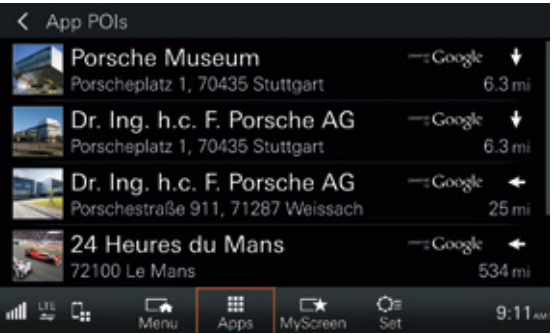 App POIs
Porsche Museum
Google
Porscheplatz 1, 70435 Stuttgart
6.3 mi
Dr. Ing. h.c. F. Porsche AG
Google
Porscheplatz 1, 70435 Stuttgart
6.3 mi
Dr. Ing. h.c. F. Porsche AG
Google
Porschestraße 911, 71287 Weissach
25 mi
24 Heures du Mans
Google
72100 Le Mans
534 mi
LTE
Menu
Apps
MyScreen
Set
9:11 AM